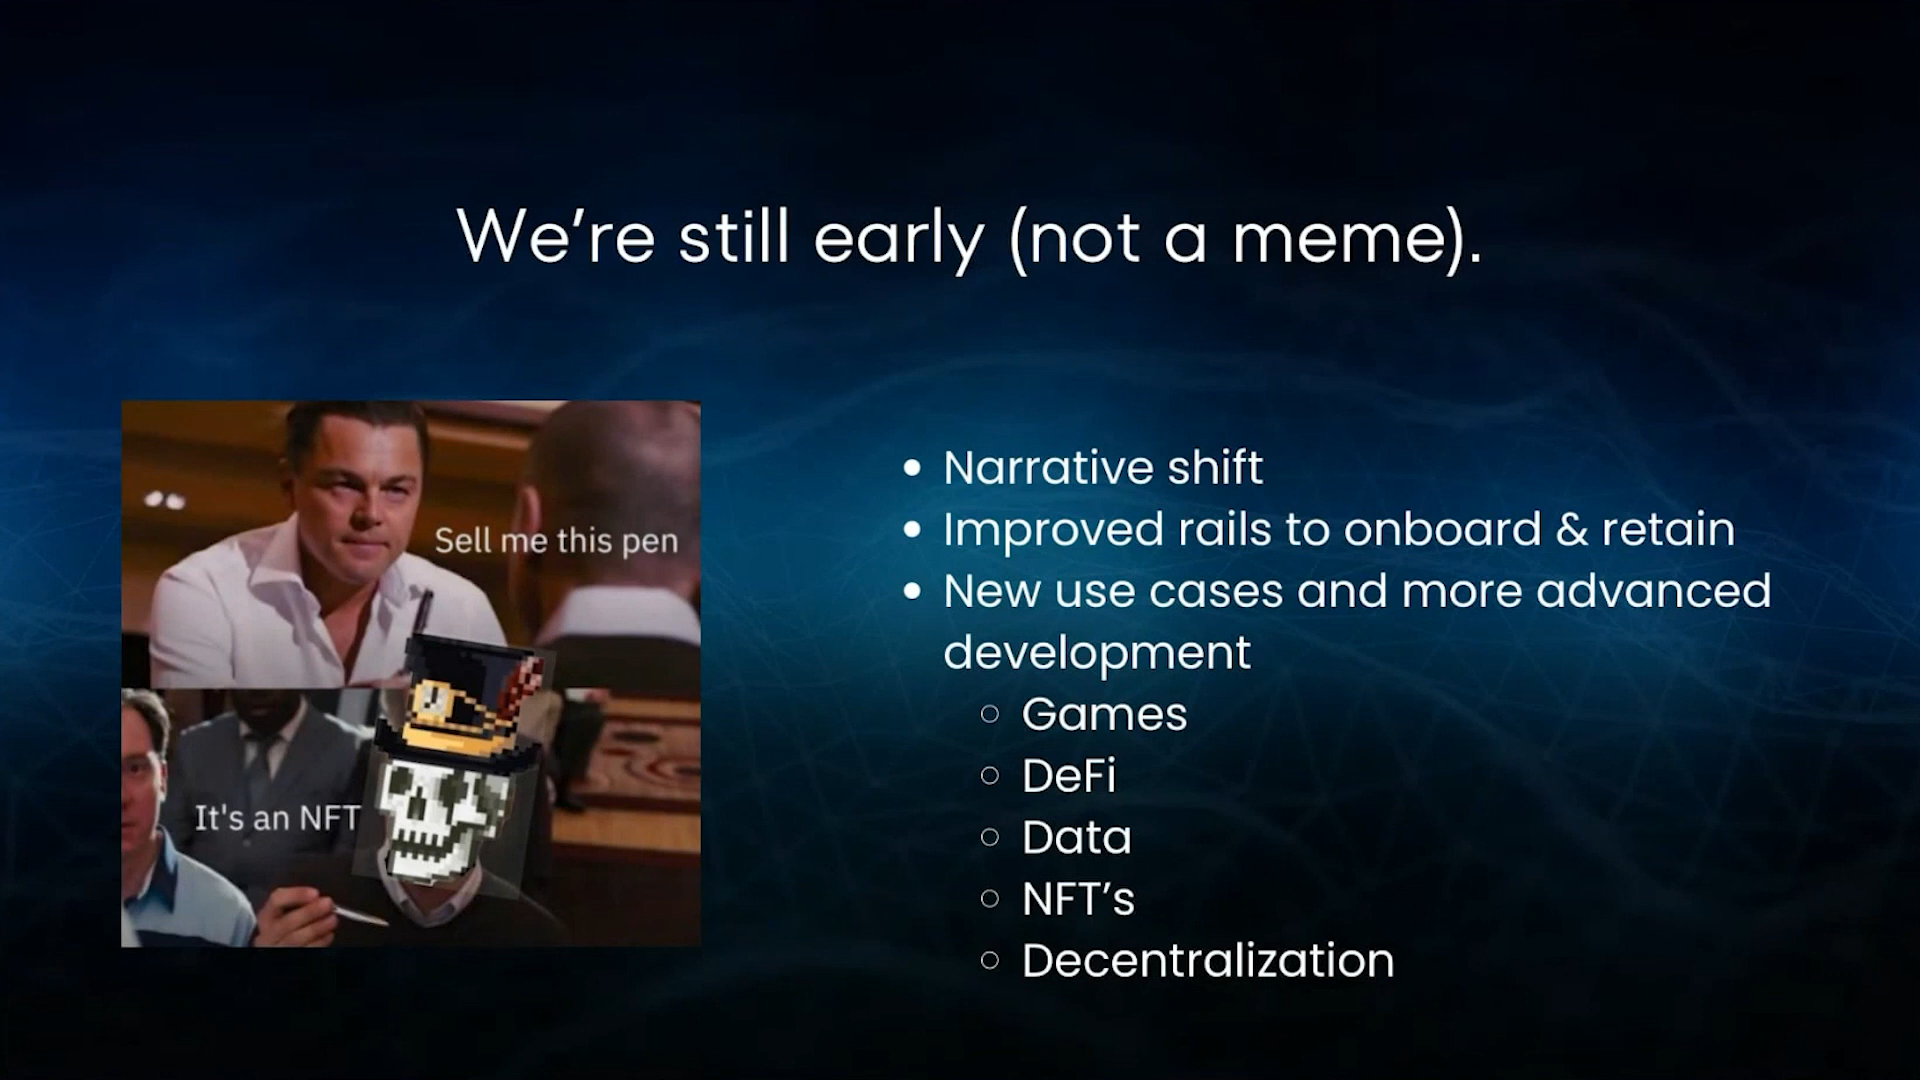 We’re still early (not a meme).
Sell me this pen
It's an NFT
Narrative shift
Improved rails to onboard & retain
New use cases and more advanced
development
Games
DeFi
Data
NFT’s
Decentralization